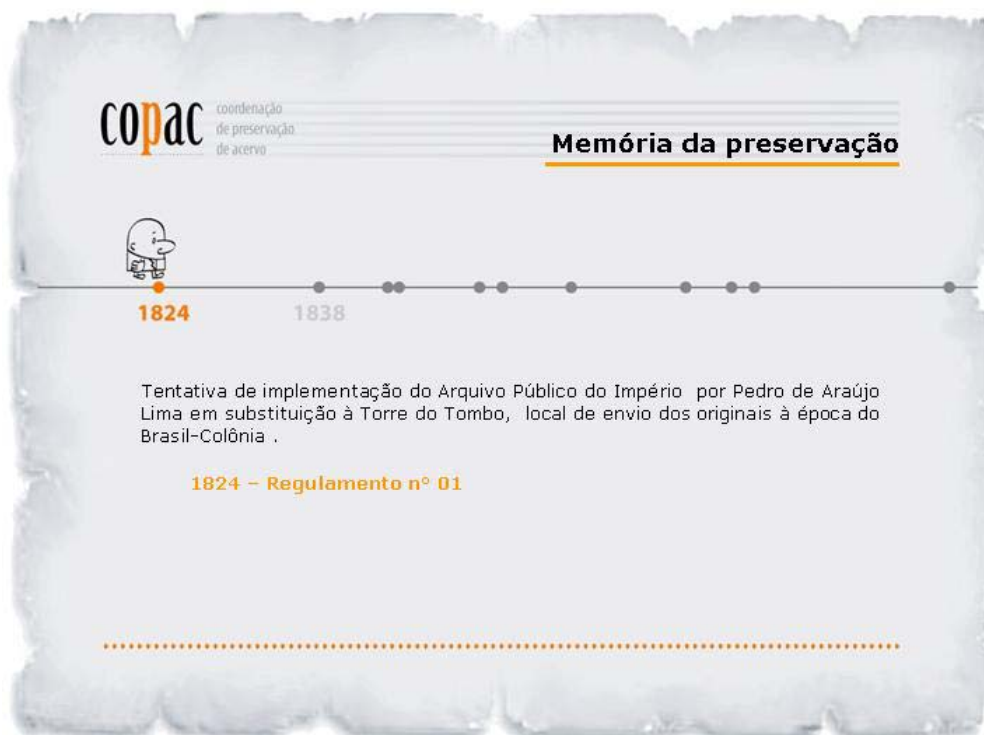 copac
coordenação
de preservação
de acervo
Memória da preservação
1824
1838
Tentativa de implementação do Arquivo Público do Império por Pedro de Araújo
Lima em substituição à Torre do Tombo, local de envio dos originais à época do
Brasil-Colônia .
1824 – Regulamento nº 01